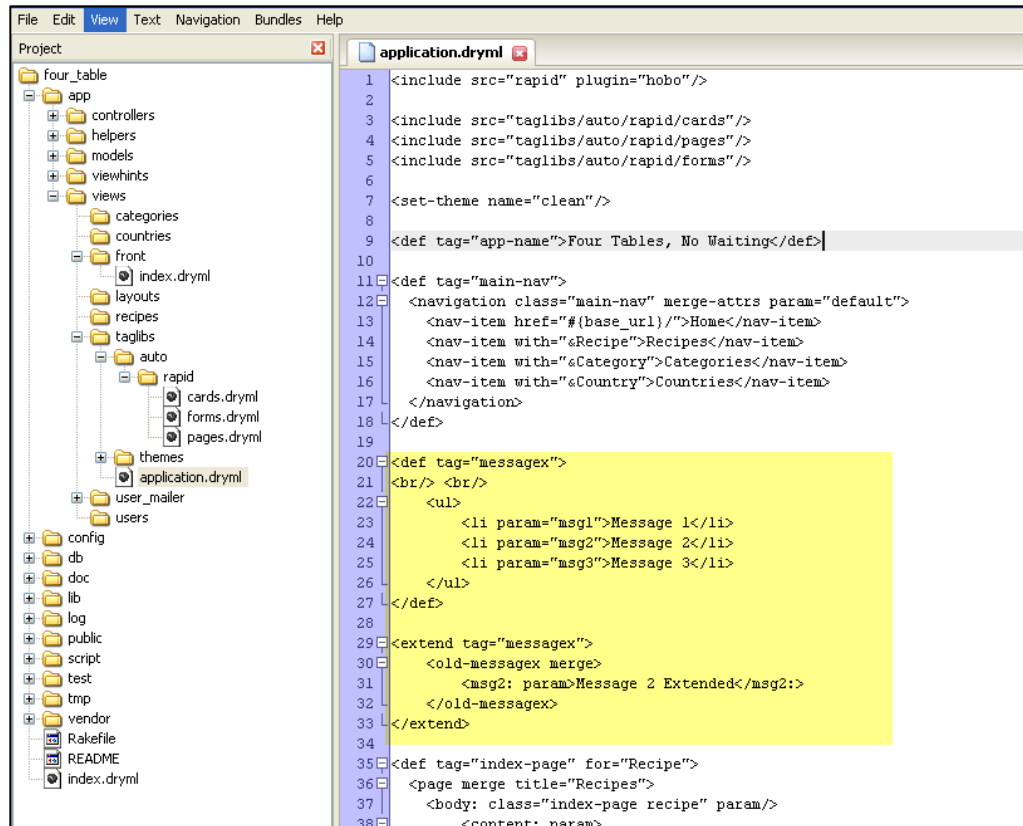 File Edit View Text Navigation Bundles Help
Project
four_table
app
controllers
helpers
models
viewhints
views
categories
countries
front
index.dryml
layouts
recipes
taglibs
auto
rapid
cards.dryml
forms.dryml
pages.dryml
themes
application.dryml
user_mailer
users
config
db
doc
lib
log
public
script
test
tmp
vendor
Rakefile
README
index.dryml
application.dryml
1 <include src="rapid" plugin="hobo"/>
2
3 <include src="taglibs/auto/rapid/cards"/>
4 <include src="taglibs/auto/rapid/pages"/>
5 <include src="taglibs/auto/rapid/forms"/>
6
7 <set-theme name="clean"/>
8
9 <def tag="app-name">Four Tables, No Waiting</def>
10
11 <def tag="main-nav">
12 <navigation class="main-nav" merge-attrs param="default">
13 <nav-item href="#{base_url}/">Home</nav-item>
14 <nav-item with="&Recipe">Recipes</nav-item>
15 <nav-item with="&Category">Categories</nav-item>
16 <nav-item with="&Country">Countries</nav-item>
17 </navigation>
18 </def>
19
20 <def tag="messagex">
21 <br/> <br/>
22 <ul>
23 <li param="msg1">Message 1</li>
24 <li param="msg2">Message 2</li>
25 <li param="msg3">Message 3</li>
26 </ul>
27 </def>
28
29 <extend tag="messagex">
30 <old-messagex merge>
31 <msg2: param>Message 2 Extended</msg2:>
32 </old-messagex>
33 </extend>
34
35 <def tag="index-page" for="Recipe">
36 <page merge title="Recipes">
37 <body: class="index-page recipe" param/>
38 <content: param>